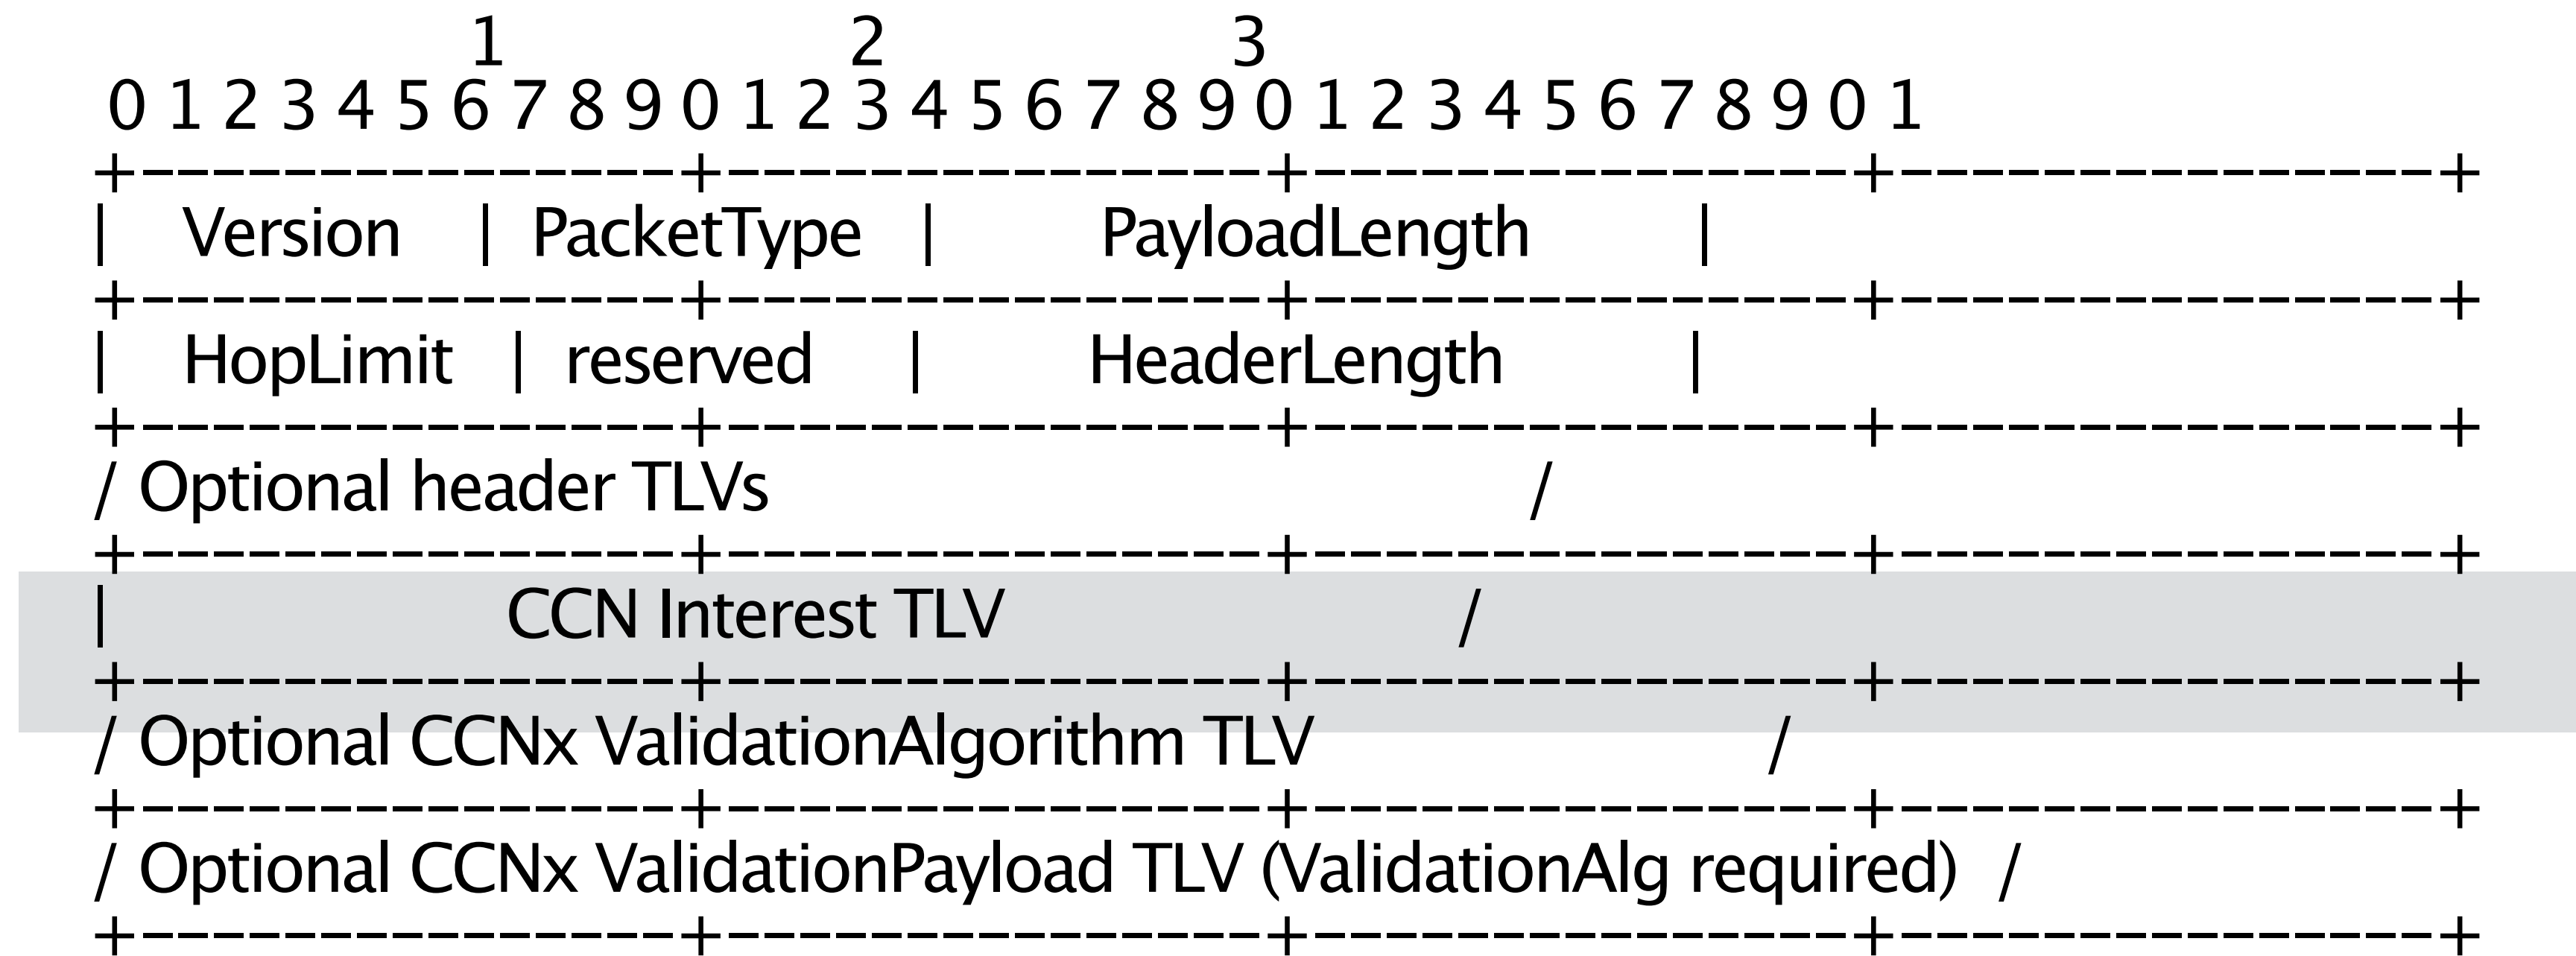 1 2 3
0 1 2 3 4 5 6 7 8 9 0 1 2 3 4 5 6 7 8 9 0 1 2 3 4 5 6 7 8 9 0 1
+---------------+---------------+---------------+---------------+
| Version | PacketType | PayloadLength |
+---------------+---------------+---------------+---------------+
| HopLimit | reserved | HeaderLength |
+---------------+---------------+---------------+---------------+
/ Optional header TLVs /
+---------------+---------------+---------------+---------------+
| CCN Interest TLV /
+---------------+---------------+---------------+---------------+
/ Optional CCNx ValidationAlgorithm TLV /
+---------------+---------------+---------------+---------------+
/ Optional CCNx ValidationPayload TLV (ValidationAlg required) /
+---------------+---------------+---------------+---------------+